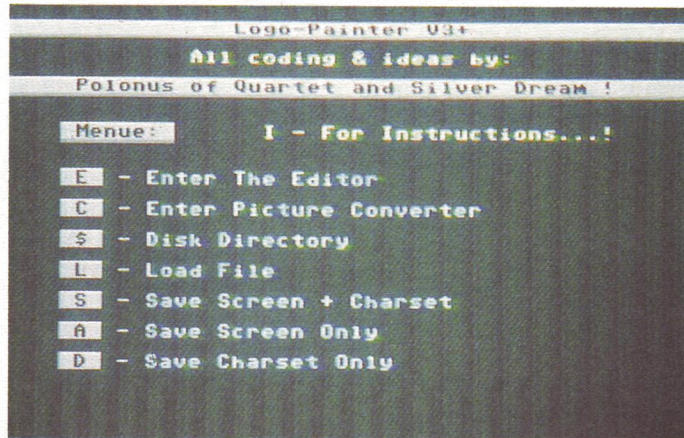 Logo-Painter V3+
All coding & ideas by:
Polonus of Quartet and Silver Dream !
Menue: I - For Instructions...!
E - Enter The Editor
C - Enter Picture Converter
$ - Disk Directory
L - Load File
S - Save Screen + Charset
A - Save Screen Only
D - Save Charset Only